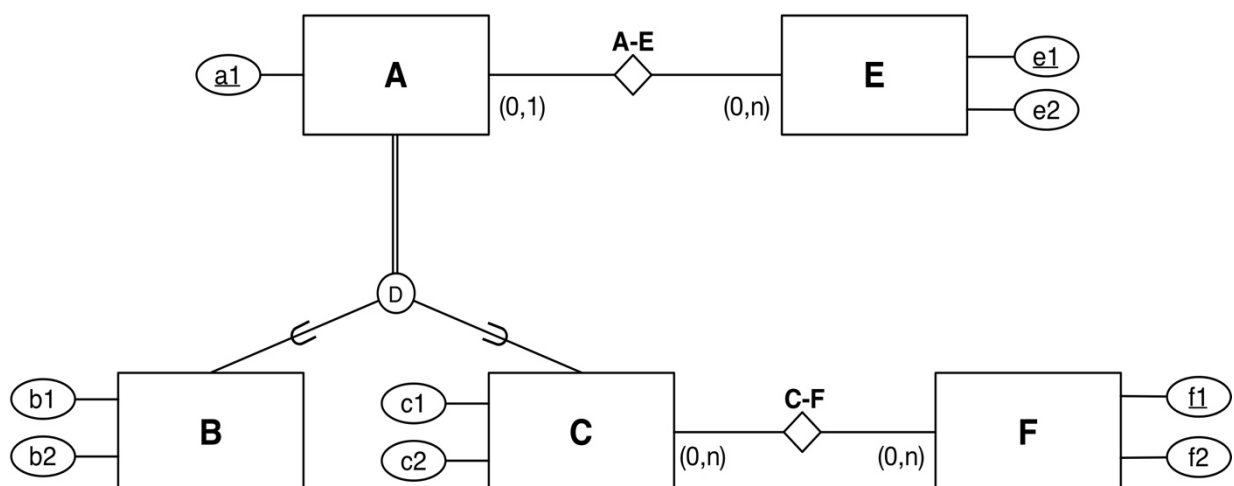 A-E
a1
A
E
e1
(0,1)
(0,n)
e2
D
b1
c1
C-F
f1
B
C
F
b2
c2
(0,n)
(0,n)
f2